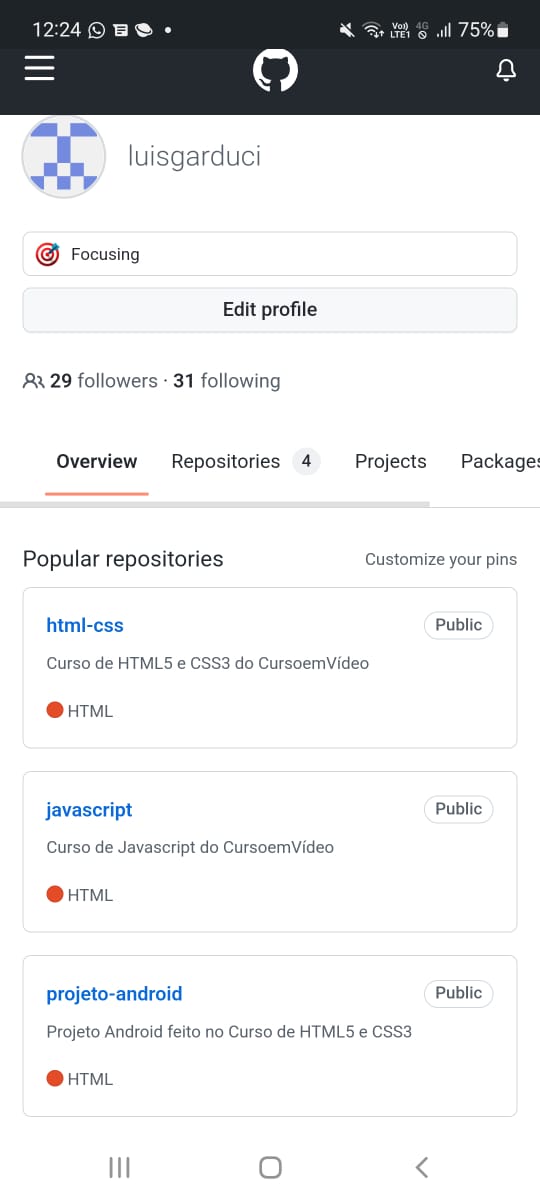 12:24 Vo)) LTE1 4G 75%
luisgarduci
Focusing
Edit profile
29 followers · 31 following
Overview Repositories 4 Projects Packages
Popular repositories Customize your pins
html-css Public
Curso de HTML5 e CSS3 do CursoemVídeo
HTML
javascript Public
Curso de Javascript do CursoemVídeo
HTML
projeto-android Public
Projeto Android feito no Curso de HTML5 e CSS3
HTML